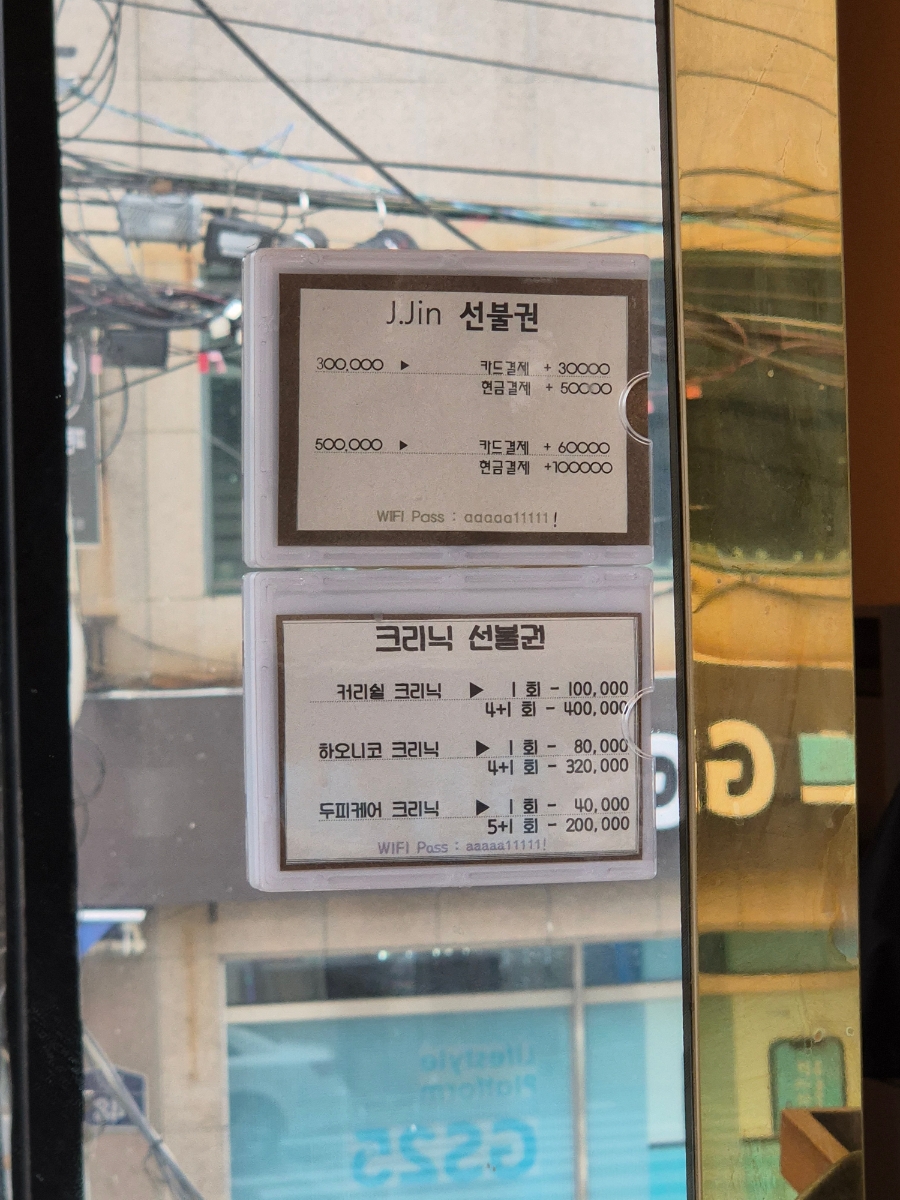 J.Jin 선불권
300,000 ▶ 카드결제 + 30000
현금결제 + 50000
500,000 ▶ 카드결제 + 60000
현금결제 +100000
WIFI Pass : aaaaa11111!
크리닉 선불권
커리쉴 크리닉 ▶ 1 회 - 100,000
4+1 회 - 400,000
하오니코 크리닉 ▶ 1 회 - 80,000
4+1 회 - 320,000
두피케어 크리닉 ▶ 1 회 - 40,000
5+1 회 - 200,000
WIFI Pass : aaaaa11111!
Lifestyle
Platform
GS25